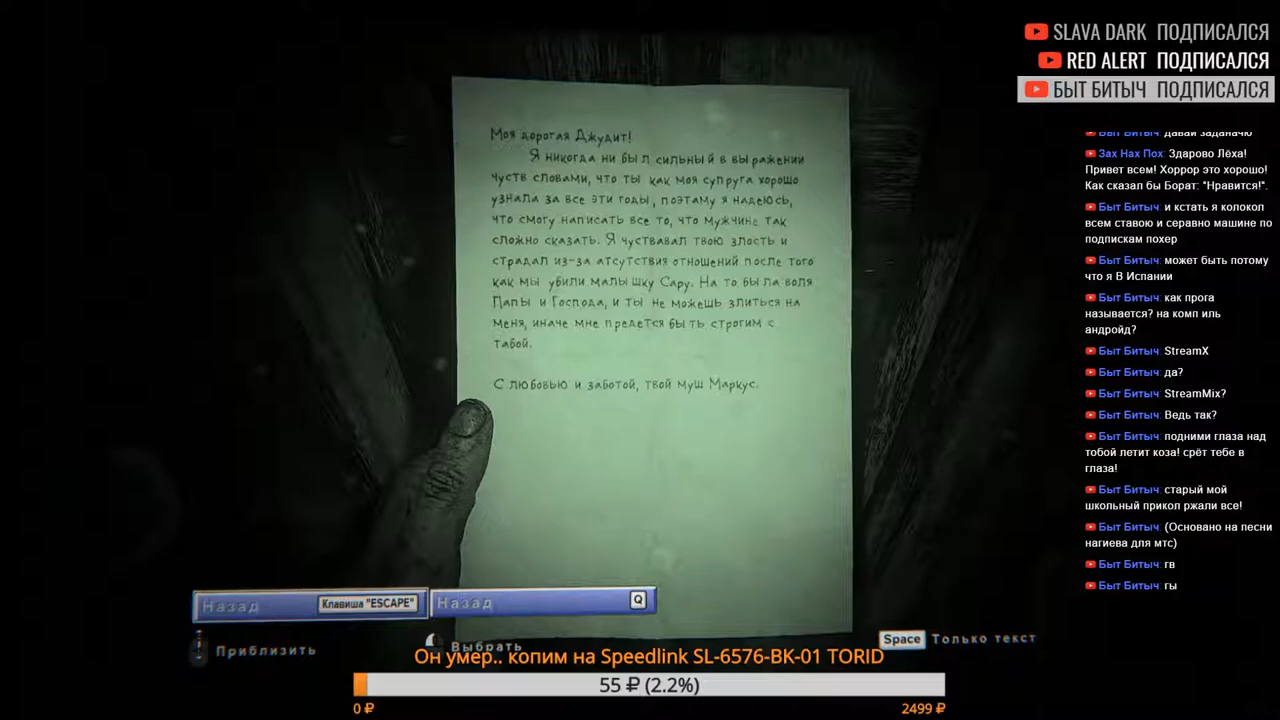 SLAVA DARK ПОДПИСАЛСЯ
RED ALERT ПОДПИСАЛСЯ
БЫТ БИТЫЧ ПОДПИСАЛСЯ
Моя дорогая Джудит!
Я никогда ни был сильный в выражении
чуств словами, что ты как моя супруга хорошо
узнала за все эти годы, поэтому я надеюсь,
что смогу написать все то, что мужчине так
сложно сказать. Я чуствавал твою злость и
страдал из-за атсутствия отношений после того
как мы убили малышку Сару. На то была воля
Папы и Господа, и ты не можешь злиться на
меня, иначе мне предется быть строгим с
табой.
С любовью и заботой, твой муш Маркус.
Быт Битыч: давай заданачю
Зах Нах Пох: Здарово Лёха!
Привет всем! Хоррор это хорошо!
Как сказал бы Борат: "Нравится!".
Быт Битыч: и кстать я колокол
всем ставою и серавно машине по
подпискам похер
Быт Битыч: может быть потому
что я В Испании
Быт Битыч: как прога
называется? на комп иль
андройд?
Быт Битыч: StreamX
Быт Битыч: да?
Быт Битыч: StreamMix?
Быт Битыч: Ведь так?
Быт Битыч: подними глаза над
тобой летит коза! срёт тебе в
глаза!
Быт Битыч: старый мой
школьный прикол ржали все!
Быт Битыч: (Основано на песни
нагиева для мтс)
Быт Битыч: гв
Быт Битыч: гы
Назад Клавиша "ESCAPE"
Назад Q
Приблизить
Выбрать
Space Только текст
Он умер.. копим на Speedlink SL-6576-BK-01 TORID
55 ₽ (2.2%)
0 ₽
2499 ₽